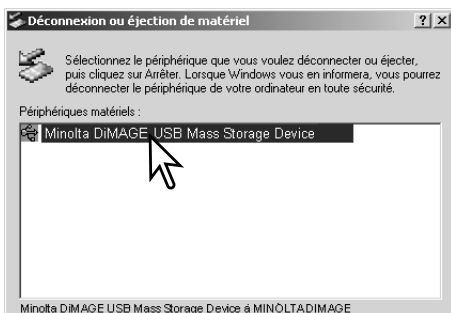 Déconnexion ou éjection de matériel
Sélectionnez le périphérique que vous voulez déconnecter ou éjecter,
puis cliquez sur Arrêter. Lorsque Windows vous en informera, vous pourrez
déconnecter le périphérique de votre ordinateur en toute sécurité.
Périphériques matériels :
Minolta DiMAGE USB Mass Storage Device
Minolta DiMAGE USB Mass Storage Device á MINOLTADIMAGE